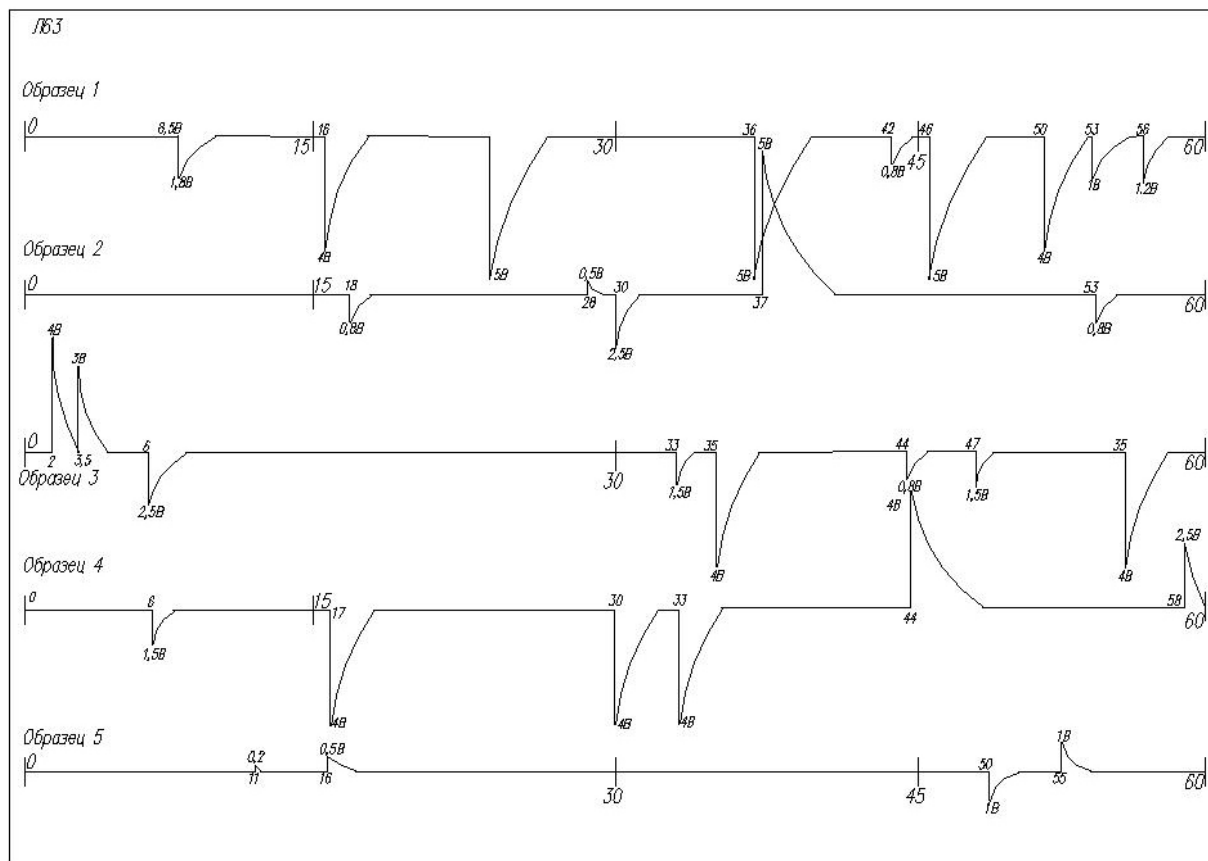 Л63
Образец 1
0 8,5В 16 36 5В 42 46 50 53 56
15 30 45 60
1,8В 0,8В 1В 1.2В
4В 5В 5В 5В 4В
Образец 2
0 15 18 0,5В 30 53
28 37 60
0,8В 2,5В 0,8В
4В
3В
0 6 33 35 44 47 35
2 3,5 30 60
Образец 3
2,5В 1,5В 0,8В 1,5В
4В 4В 4В
2,5В
Образец 4
0 6 15 30 33 58
17 44 60
1,5В
4В 4В 4В
Образец 5
0 0,2 0,5В 50 1В
11 16 30 45 55 60
1В